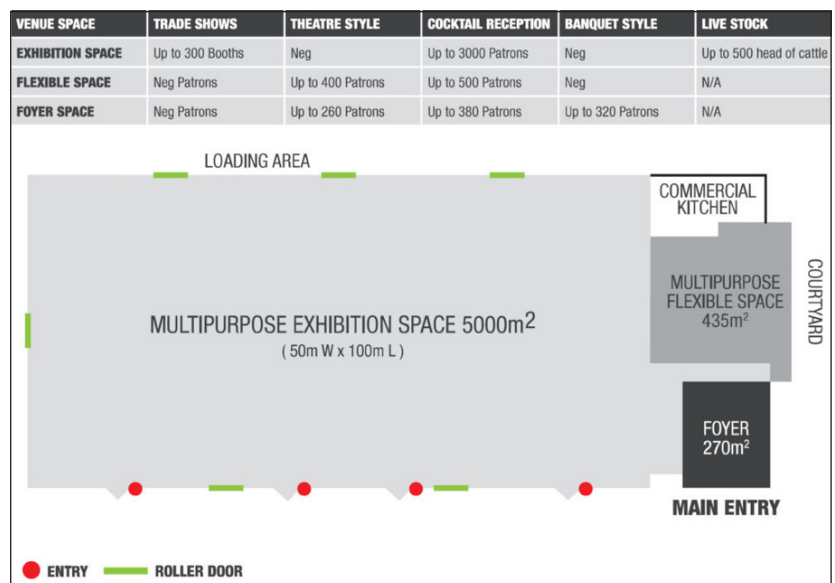 VENUE SPACE TRADE SHOWS THEATRE STYLE COCKTAIL RECEPTION BANQUET STYLE LIVE STOCK
EXHIBITION SPACE Up to 300 Booths Neg Up to 3000 Patrons Neg Up to 500 head of cattle
FLEXIBLE SPACE Neg Patrons Up to 400 Patrons Up to 500 Patrons Neg N/A
FOYER SPACE Neg Patrons Up to 260 Patrons Up to 380 Patrons Up to 320 Patrons N/A
LOADING AREA
COMMERCIAL
KITCHEN
MULTIPURPOSE
FLEXIBLE SPACE
435m²
COURTYARD
MULTIPURPOSE EXHIBITION SPACE 5000m²
( 50m W x 100m L )
FOYER
270m²
MAIN ENTRY
ENTRY ROLLER DOOR